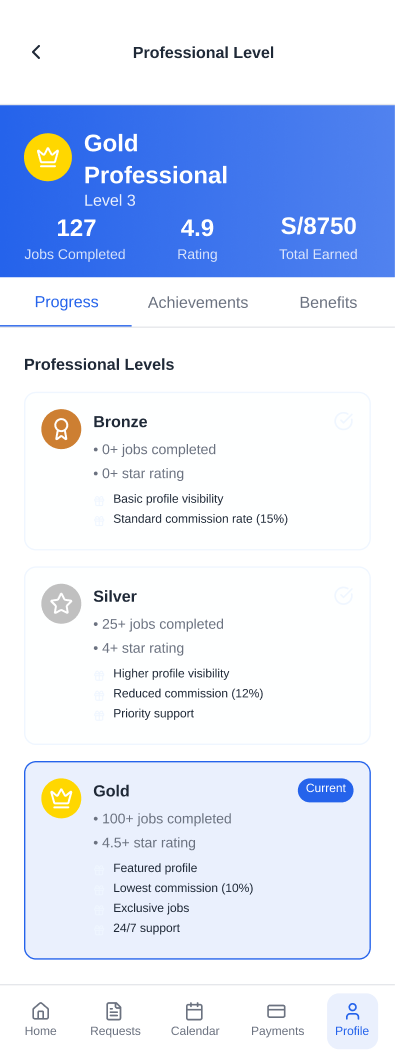 Professional Level
Gold
Professional
Level 3
127
Jobs Completed
4.9
Rating
S/8750
Total Earned
Progress
Achievements
Benefits
Professional Levels
Bronze
• 0+ jobs completed
• 0+ star rating
Basic profile visibility
Standard commission rate (15%)
Silver
• 25+ jobs completed
• 4+ star rating
Higher profile visibility
Reduced commission (12%)
Priority support
Gold
Current
• 100+ jobs completed
• 4.5+ star rating
Featured profile
Lowest commission (10%)
Exclusive jobs
24/7 support
Home
Requests
Calendar
Payments
Profile